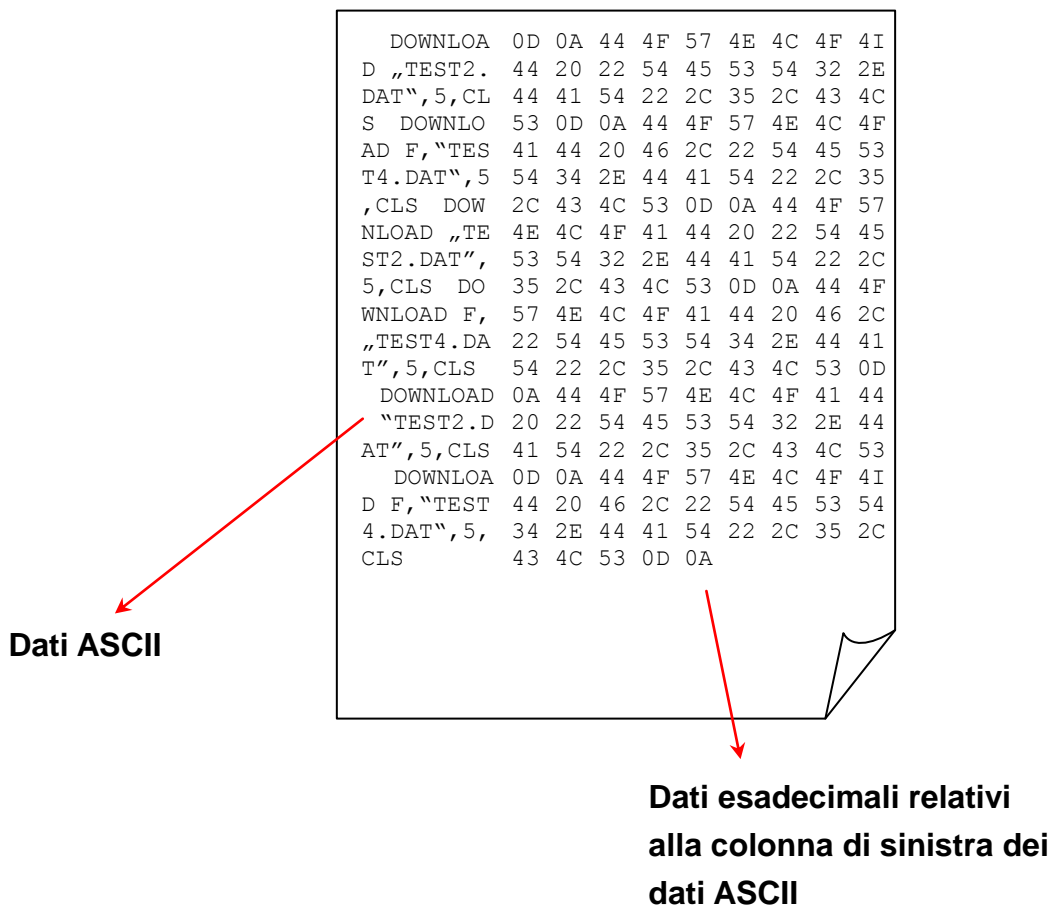 DOWNLOA 0D 0A 44 4F 57 4E 4C 4F 4I
D „TEST2. 44 20 22 54 45 53 54 32 2E
DAT‟,5,CL 44 41 54 22 2C 35 2C 43 4C
S DOWNLO 53 0D 0A 44 4F 57 4E 4C 4F
AD F,‟TES 41 44 20 46 2C 22 54 45 53
T4.DAT‟,5 54 34 2E 44 41 54 22 2C 35
,CLS DOW 2C 43 4C 53 0D 0A 44 4F 57
NLOAD „TE 4E 4C 4F 41 44 20 22 54 45
ST2.DAT”, 53 54 32 2E 44 41 54 22 2C
5,CLS DO 35 2C 43 4C 53 0D 0A 44 4F
WNLOAD F, 57 4E 4C 4F 41 44 20 46 2C
„TEST4.DA 22 54 45 53 54 34 2E 44 41
T”,5,CLS 54 22 2C 35 2C 43 4C 53 0D
DOWNLOAD 0A 44 4F 57 4E 4C 4F 41 44
‟TEST2.D 20 22 54 45 53 54 32 2E 44
AT”,5,CLS 41 54 22 2C 35 2C 43 4C 53
DOWNLOA 0D 0A 44 4F 57 4E 4C 4F 4I
D F,‟TEST 44 20 46 2C 22 54 45 53 54
4.DAT‟,5, 34 2E 44 41 54 22 2C 35 2C
CLS 43 4C 53 0D 0A
Dati ASCII
Dati esadecimali relativi
alla colonna di sinistra dei
dati ASCII